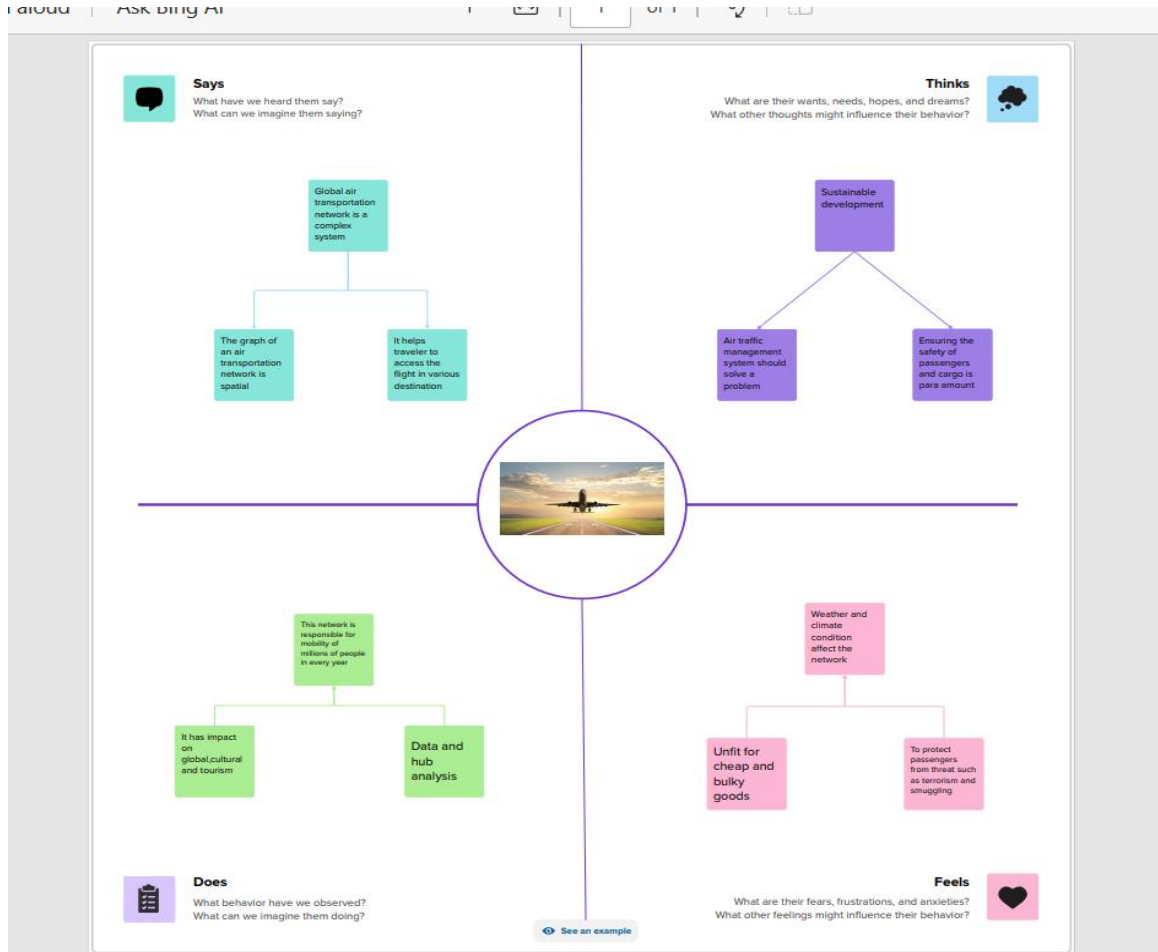 aloud
Ask Bing AI
Says
What have we heard them say?
What can we imagine them saying?
Thinks
What are their wants, needs, hopes, and dreams?
What other thoughts might influence their behavior?
Global air
transportation
network is a
complex
system
The graph of
an air
transportation
network is
spatial
It helps
traveler to
access the
flight in various
destination
Sustainable
development
Air traffic
management
system should
solve a
problem
Ensuring the
safety of
passengers
and cargo is
para amount
This network is
responsible for
mobility of
millions of people
in every year
It has impact
on
global,cultural
and tourism
Data and
hub
analysis
Weather and
climate
condition
affect the
network
Unfit for
cheap and
bulky
goods
To protect
passengers
from threat such
as terrorism and
smuggling
Does
What behavior have we observed?
What can we imagine them doing?
Feels
What are their fears, frustrations, and anxieties?
What other feelings might influence their behavior?
See an example